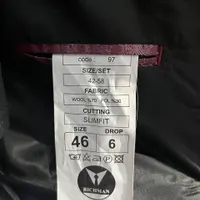 code: 97
SIZE/SET
42-58
FABRIC
WOOL %70 POL %30
CUTTING
SLIMFIT
SIZE DROP
46 6
RICHMAN